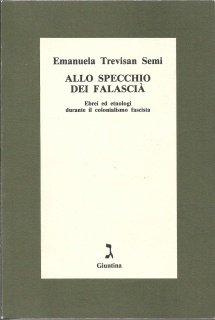 Emanuela Trevisan Semi
ALLO SPECCHIO
DEI FALASCIÀ
Ebrei ed etnologi
durante il colonialismo fascista
ג
Giuntina